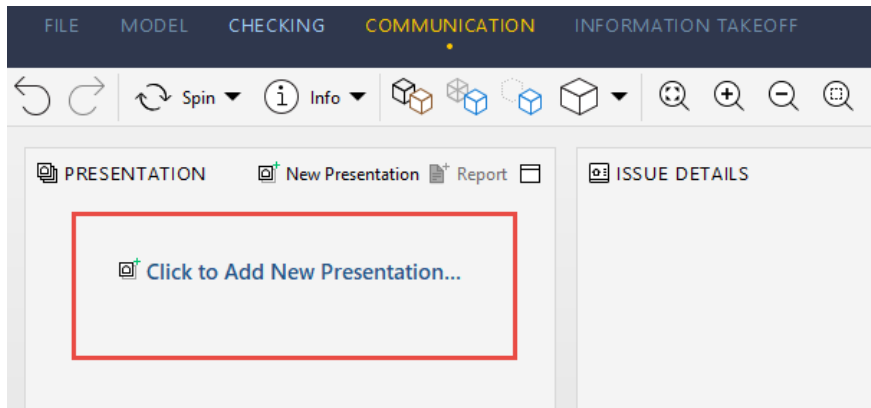 FILE MODEL CHECKING COMMUNICATION INFORMATION TAKEOFF
Spin Info
PRESENTATION New Presentation Report ISSUE DETAILS
Click to Add New Presentation...